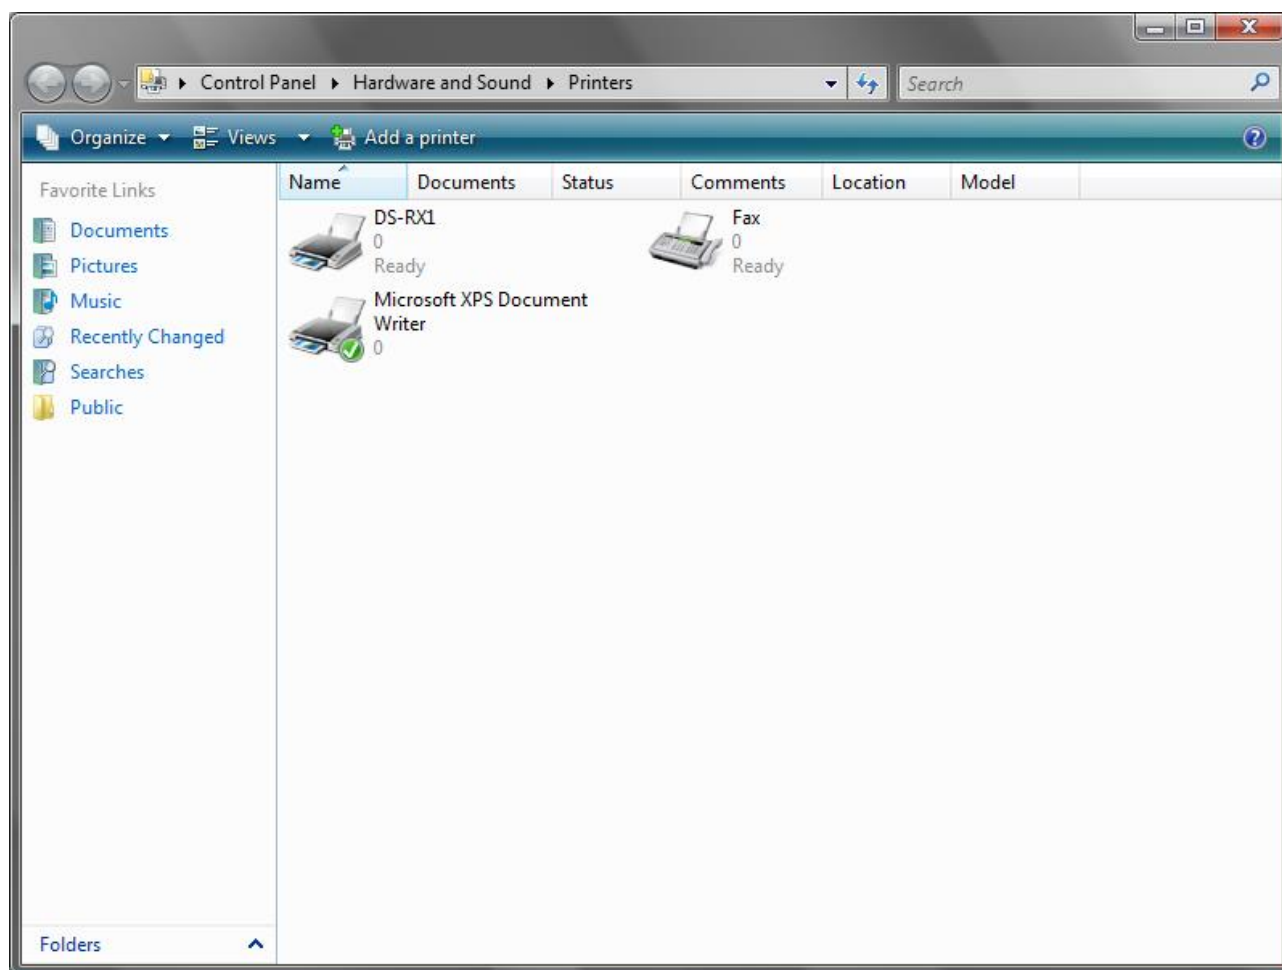 Control Panel Hardware and Sound Printers Search
Organize Views Add a printer
Favorite Links
Documents
Pictures
Music
Recently Changed
Searches
Public
Folders
Name Documents Status Comments Location Model
DS-RX1
0
Ready
Fax
0
Ready
Microsoft XPS Document
Writer
0